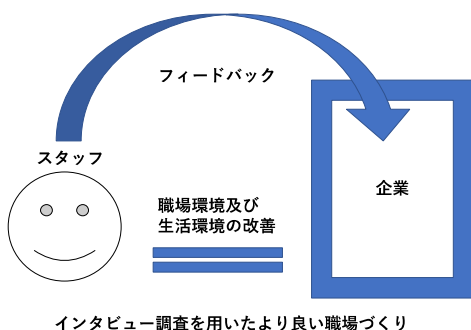 フィードバック
スタッフ
企業
職場環境及び
生活環境の改善
インタビュー調査を用いたより良い職場づくり